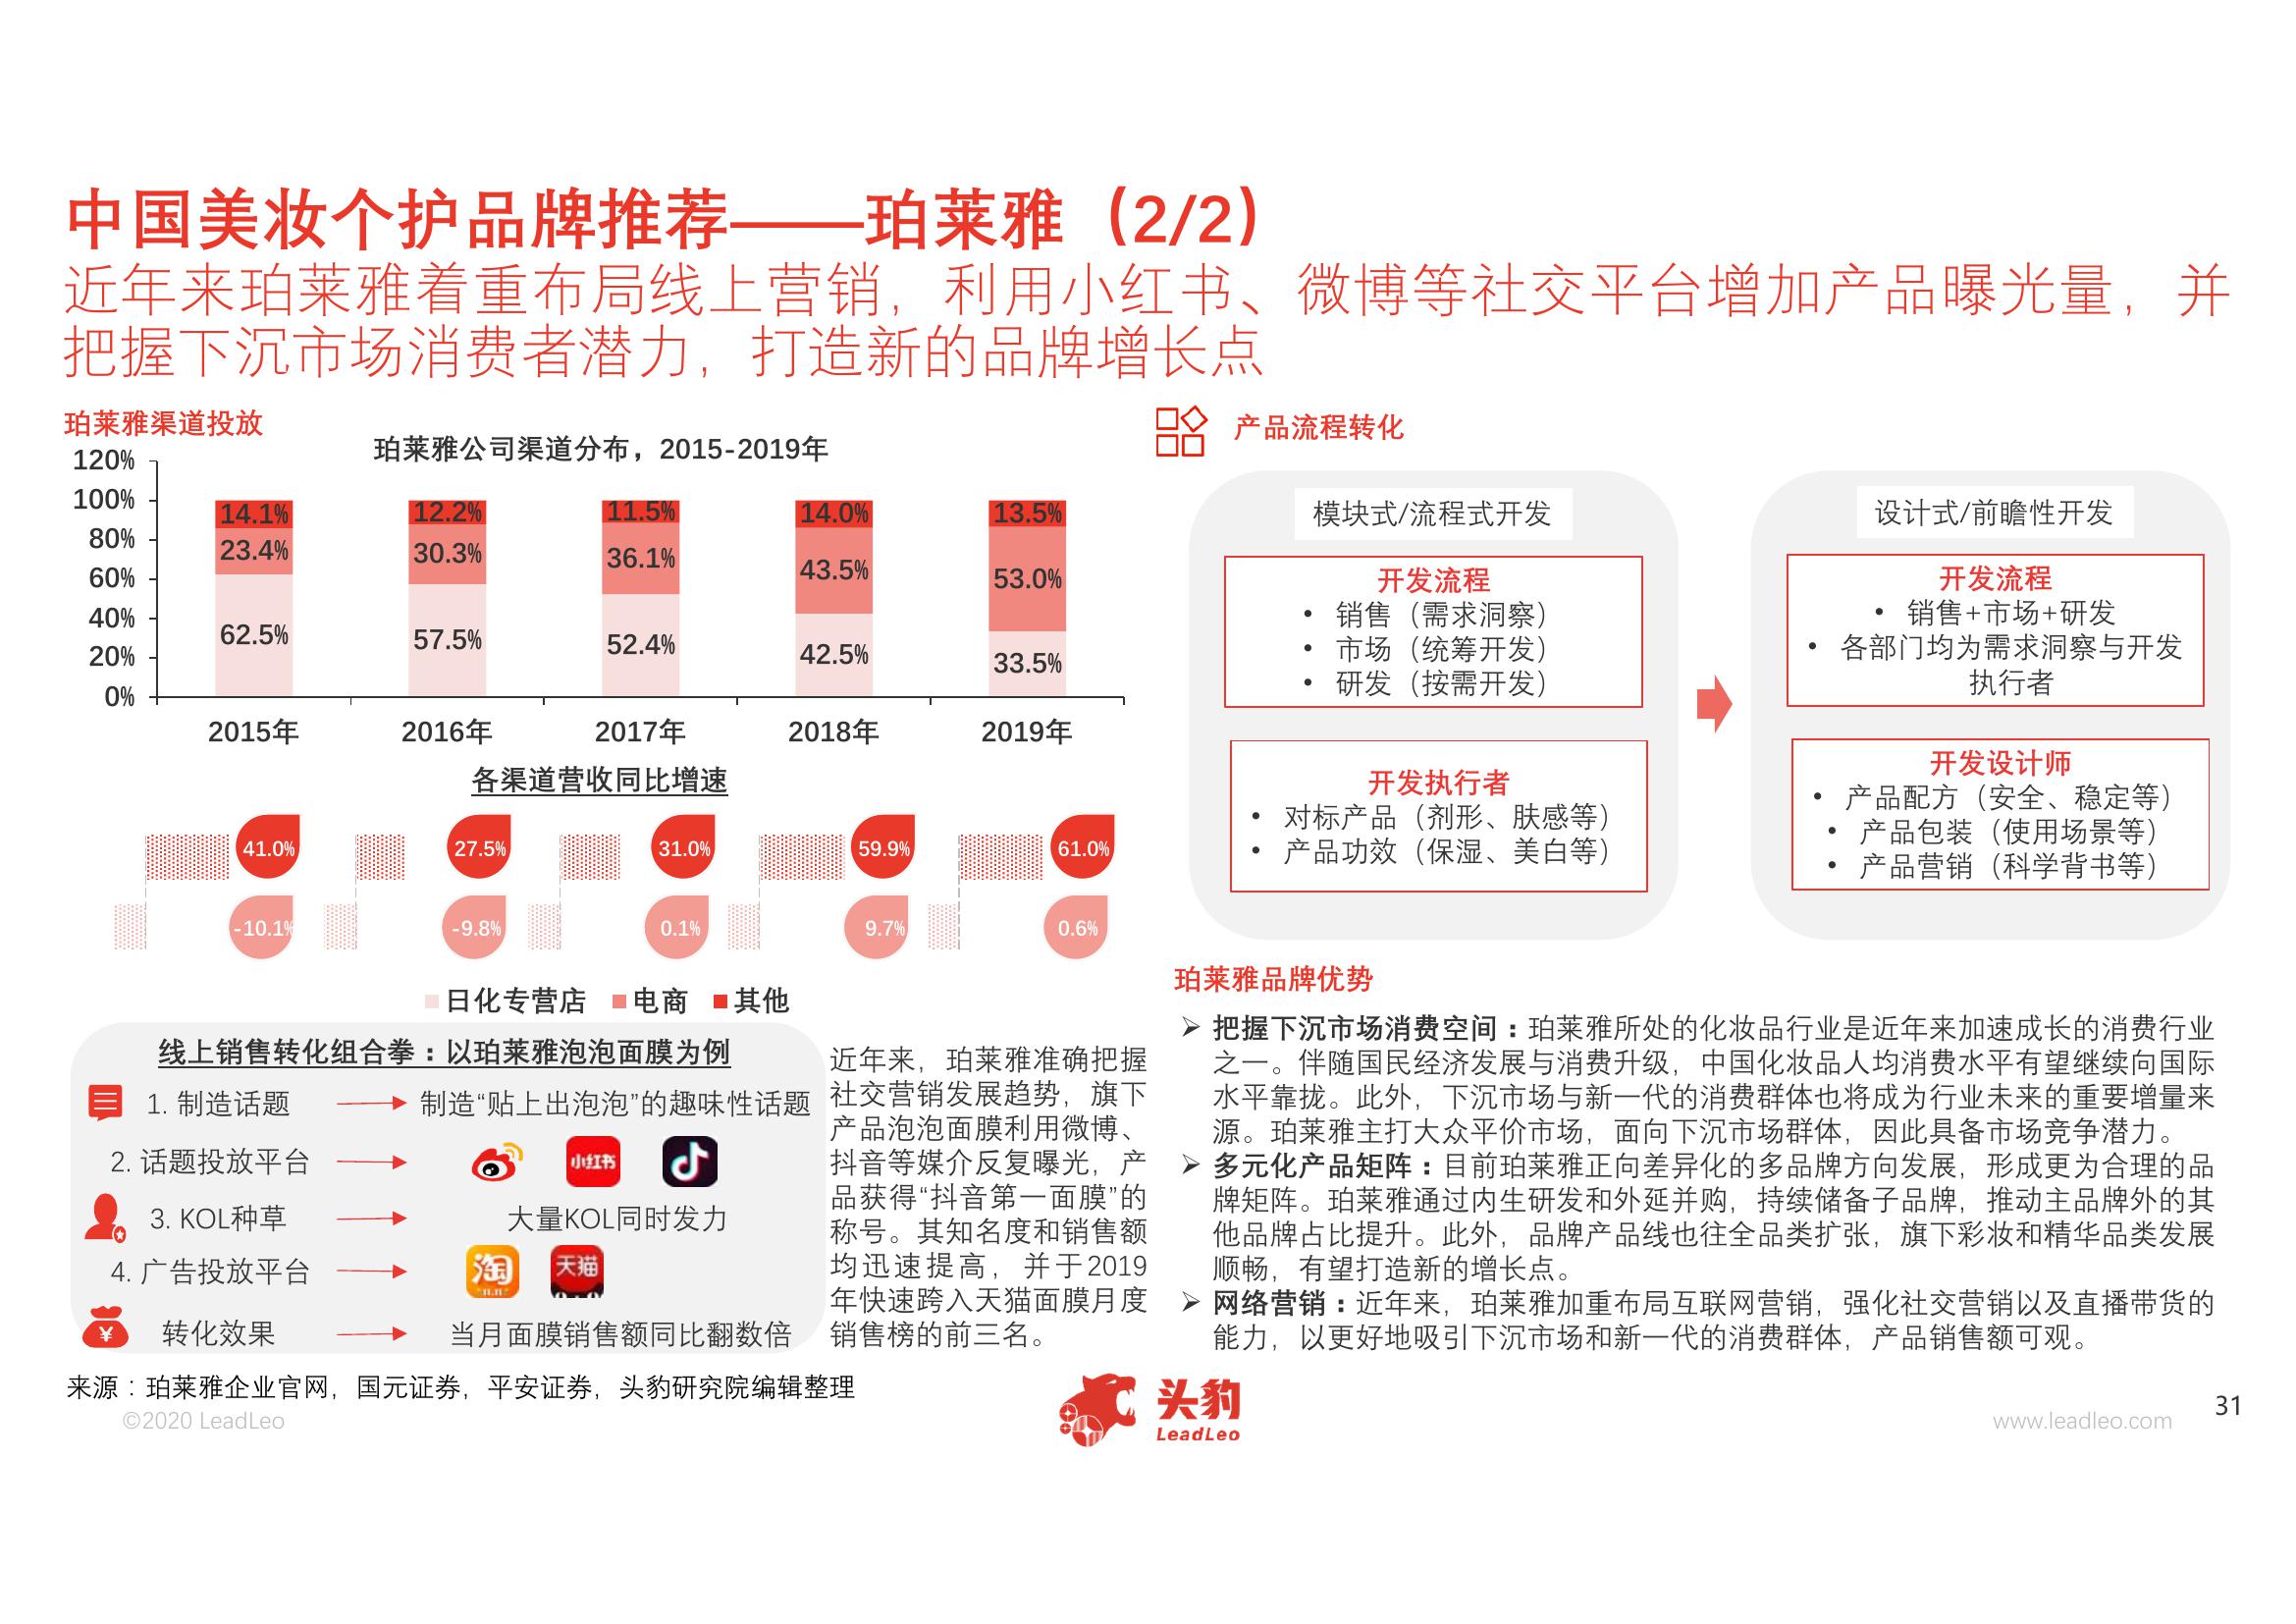 中国美妆个护品牌推荐——珀莱雅（2/2）
近年来珀莱雅着重布局线上营销，利用小红书、微博等社交平台增加产品曝光量，并
把握下沉市场消费者潜力，打造新的品牌增长点
珀莱雅渠道投放
珀莱雅公司渠道分布，2015-2019年
120%
100%
80%
60%
40%
20%
0%
14.1%
12.2%
11.5%
14.0%
13.5%
23.4%
30.3%
36.1%
43.5%
53.0%
62.5%
57.5%
52.4%
42.5%
33.5%
2015年
2016年
2017年
2018年
2019年
各渠道营收同比增速
41.0%
27.5%
31.0%
59.9%
61.0%
-10.1%
-9.8%
0.1%
9.7%
0.6%
日化专营店
电商
其他
线上销售转化组合拳：以珀莱雅泡泡面膜为例
1. 制造话题
制造“贴上出泡泡”的趣味性话题
2. 话题投放平台
小红书
3. KOL种草
大量KOL同时发力
4. 广告投放平台
淘
天猫
转化效果
当月面膜销售额同比翻数倍
近年来，珀莱雅准确把握
社交营销发展趋势，旗下
产品泡泡面膜利用微博、
抖音等媒介反复曝光，产
品获得“抖音第一面膜”的
称号。其知名度和销售额
均迅速提高，并于2019
年快速跨入天猫面膜月度
销售榜的前三名。
产品流程转化
模块式/流程式开发
开发流程
• 销售（需求洞察）
• 市场（统筹开发）
• 研发（按需开发）
开发执行者
• 对标产品（剂形、肤感等）
• 产品功效（保湿、美白等）
设计式/前瞻性开发
开发流程
• 销售+市场+研发
• 各部门均为需求洞察与开发
执行者
开发设计师
• 产品配方（安全、稳定等）
• 产品包装（使用场景等）
• 产品营销（科学背书等）
珀莱雅品牌优势
➢ 把握下沉市场消费空间：珀莱雅所处的化妆品行业是近年来加速成长的消费行业
之一。伴随国民经济发展与消费升级，中国化妆品人均消费水平有望继续向国际
水平靠拢。此外，下沉市场与新一代的消费群体也将成为行业未来的重要增量来
源。珀莱雅主打大众平价市场，面向下沉市场群体，因此具备市场竞争潜力。
➢ 多元化产品矩阵：目前珀莱雅正向差异化的多品牌方向发展，形成更为合理的品
牌矩阵。珀莱雅通过内生研发和外延并购，持续储备子品牌，推动主品牌外的其
他品牌占比提升。此外，品牌产品线也往全品类扩张，旗下彩妆和精华品类发展
顺畅，有望打造新的增长点。
➢ 网络营销：近年来，珀莱雅加重布局互联网营销，强化社交营销以及直播带货的
能力，以更好地吸引下沉市场和新一代的消费群体，产品销售额可观。
来源：珀莱雅企业官网，国元证券，平安证券，头豹研究院编辑整理
©2020 LeadLeo
头豹
LeadLeo
www.leadleo.com
31